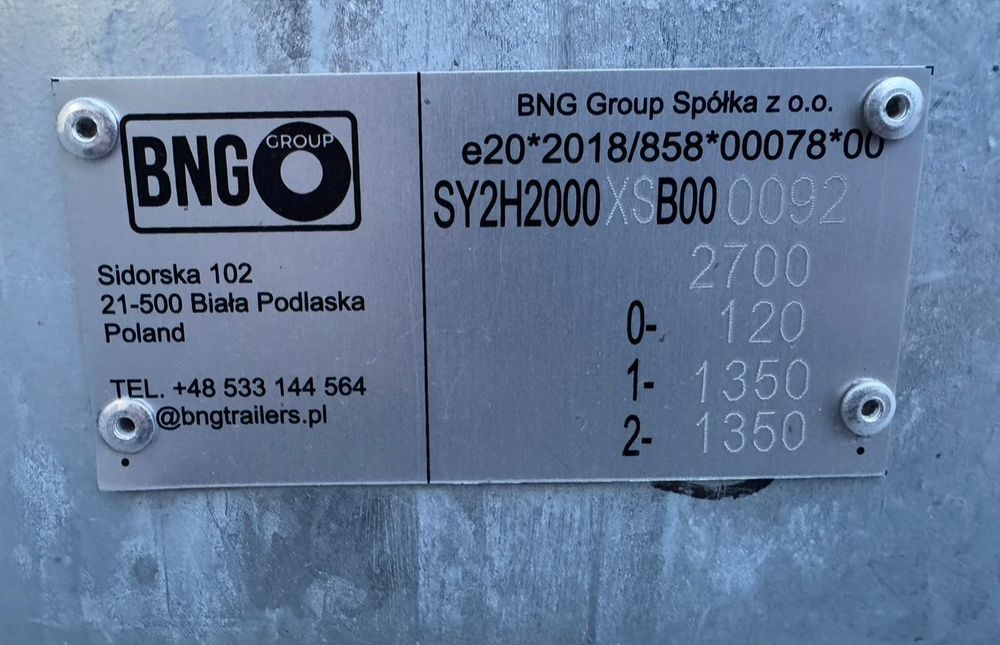 BNG GROUP
Sidorska 102
21-500 Biała Podlaska
Poland
TEL. +48 533 144 564
@bngtrailers.pl
BNG Group Spółka z o.o.
e20*2018/858*00078*00
SY2H2000XSB000092
2700
0- 120
1- 1350
2- 1350